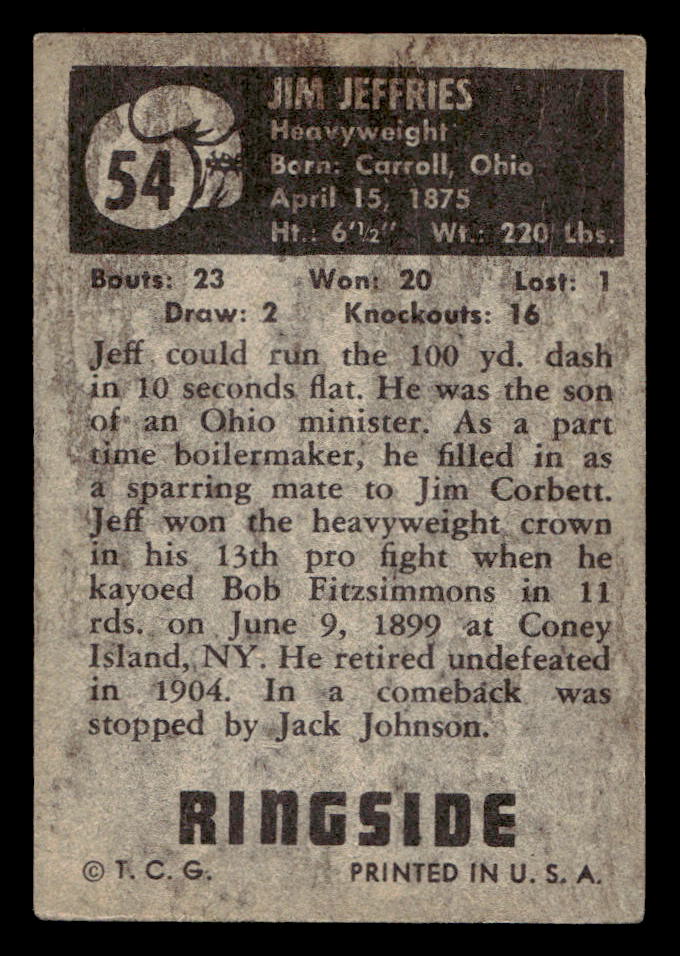 54
JIM JEFFRIES
Heavyweight
Born: Carroll, Ohio
April 15, 1875
Ht.: 6'½" Wt.: 220 Lbs.
Bouts: 23 Won: 20 Lost: 1
Draw: 2 Knockouts: 16
Jeff could run the 100 yd. dash
in 10 seconds flat. He was the son
of an Ohio minister. As a part
time boilermaker, he filled in as
a sparring mate to Jim Corbett.
Jeff won the heavyweight crown
in his 13th pro fight when he
kayoed Bob Fitzsimmons in 11
rds. on June 9, 1899 at Coney
Island, NY. He retired undefeated
in 1904. In a comeback was
stopped by Jack Johnson.
RINGSIDE
© T. C. G. PRINTED IN U. S. A.